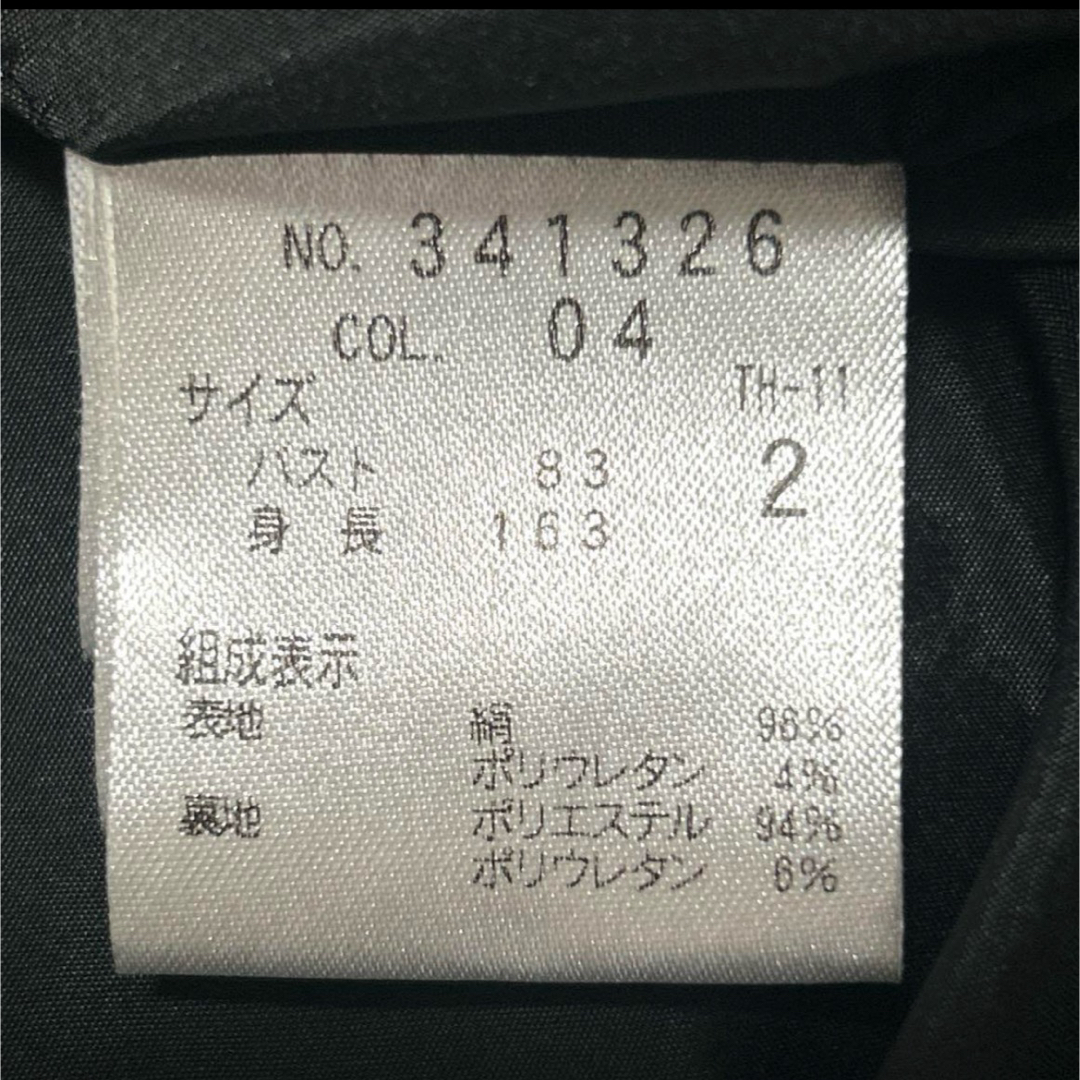 NO. 341326
COL. 04
サイズ TH-11
バスト 83 2
身 長 163
組成表示
表地 絹 96%
ポリウレタン 4%
裏地 ポリエステル 94%
ポリウレタン 6%